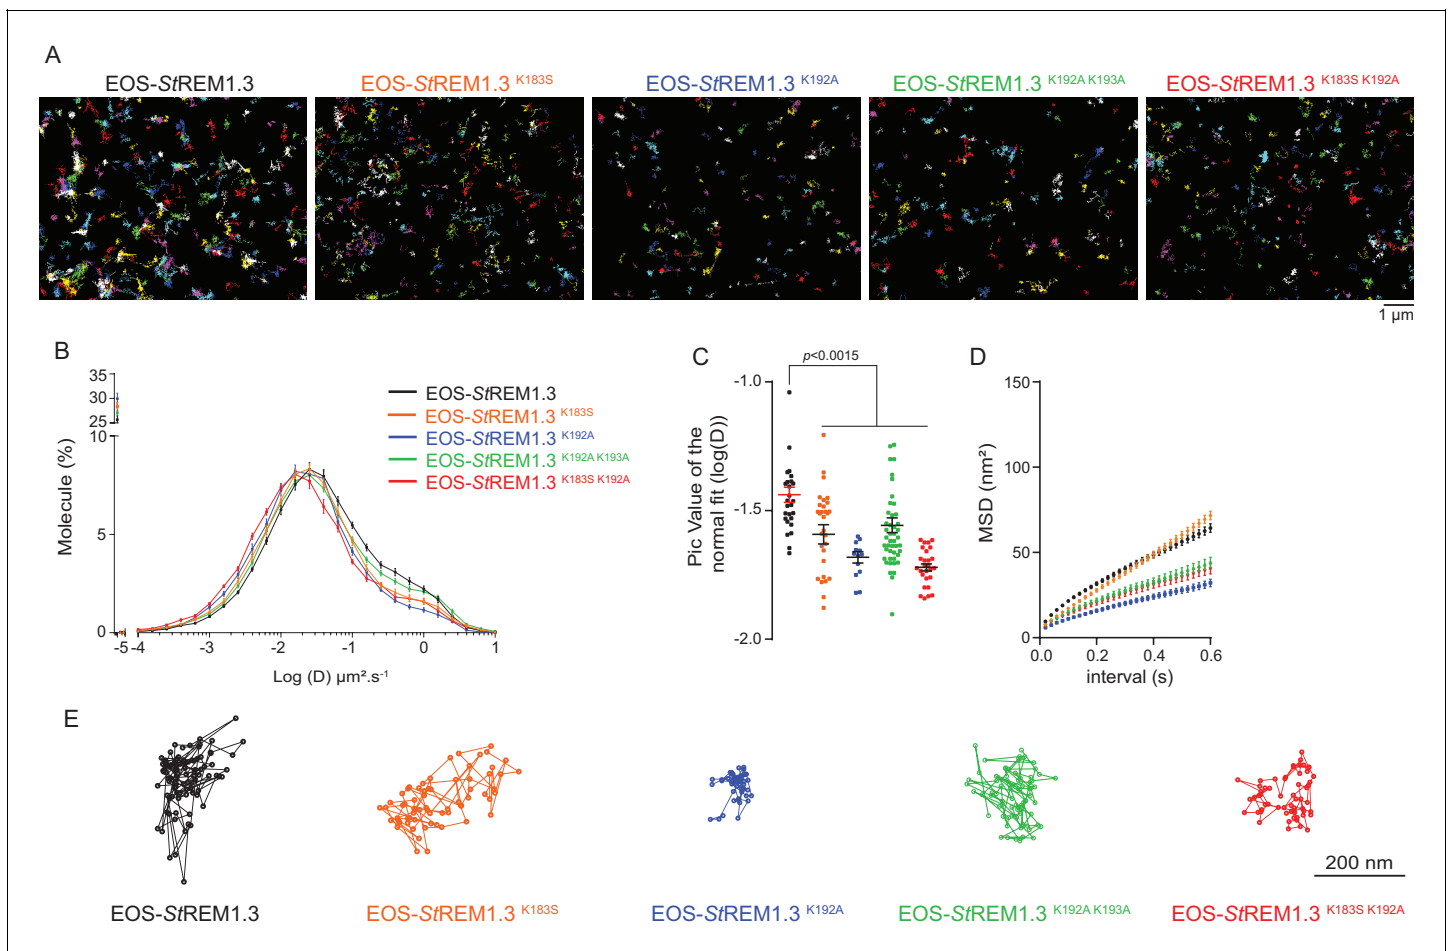 A
EOS-StREM1.3 EOS-StREM1.3 K183S EOS-StREM1.3 K192A EOS-StREM1.3 K192A K193A EOS-StREM1.3 K183S K192A
1 µm
B
35
30
25
10
5
0
Molecule (%)
-5 -4 -3 -2 -1 0 1
Log (D) µm².s-1
EOS-StREM1.3
EOS-StREM1.3 K183S
EOS-StREM1.3 K192A
EOS-StREM1.3 K192A K193A
EOS-StREM1.3 K183S K192A
C
p<0.0015
-1.0
-1.5
-2.0
Pic Value of the
normal fit (log(D))
D
150
100
50
0
MSD (nm²)
0.0 0.2 0.4 0.6
interval (s)
E
200 nm
EOS-StREM1.3 EOS-StREM1.3 K183S EOS-StREM1.3 K192A EOS-StREM1.3 K192A K193A EOS-StREM1.3 K183S K192A